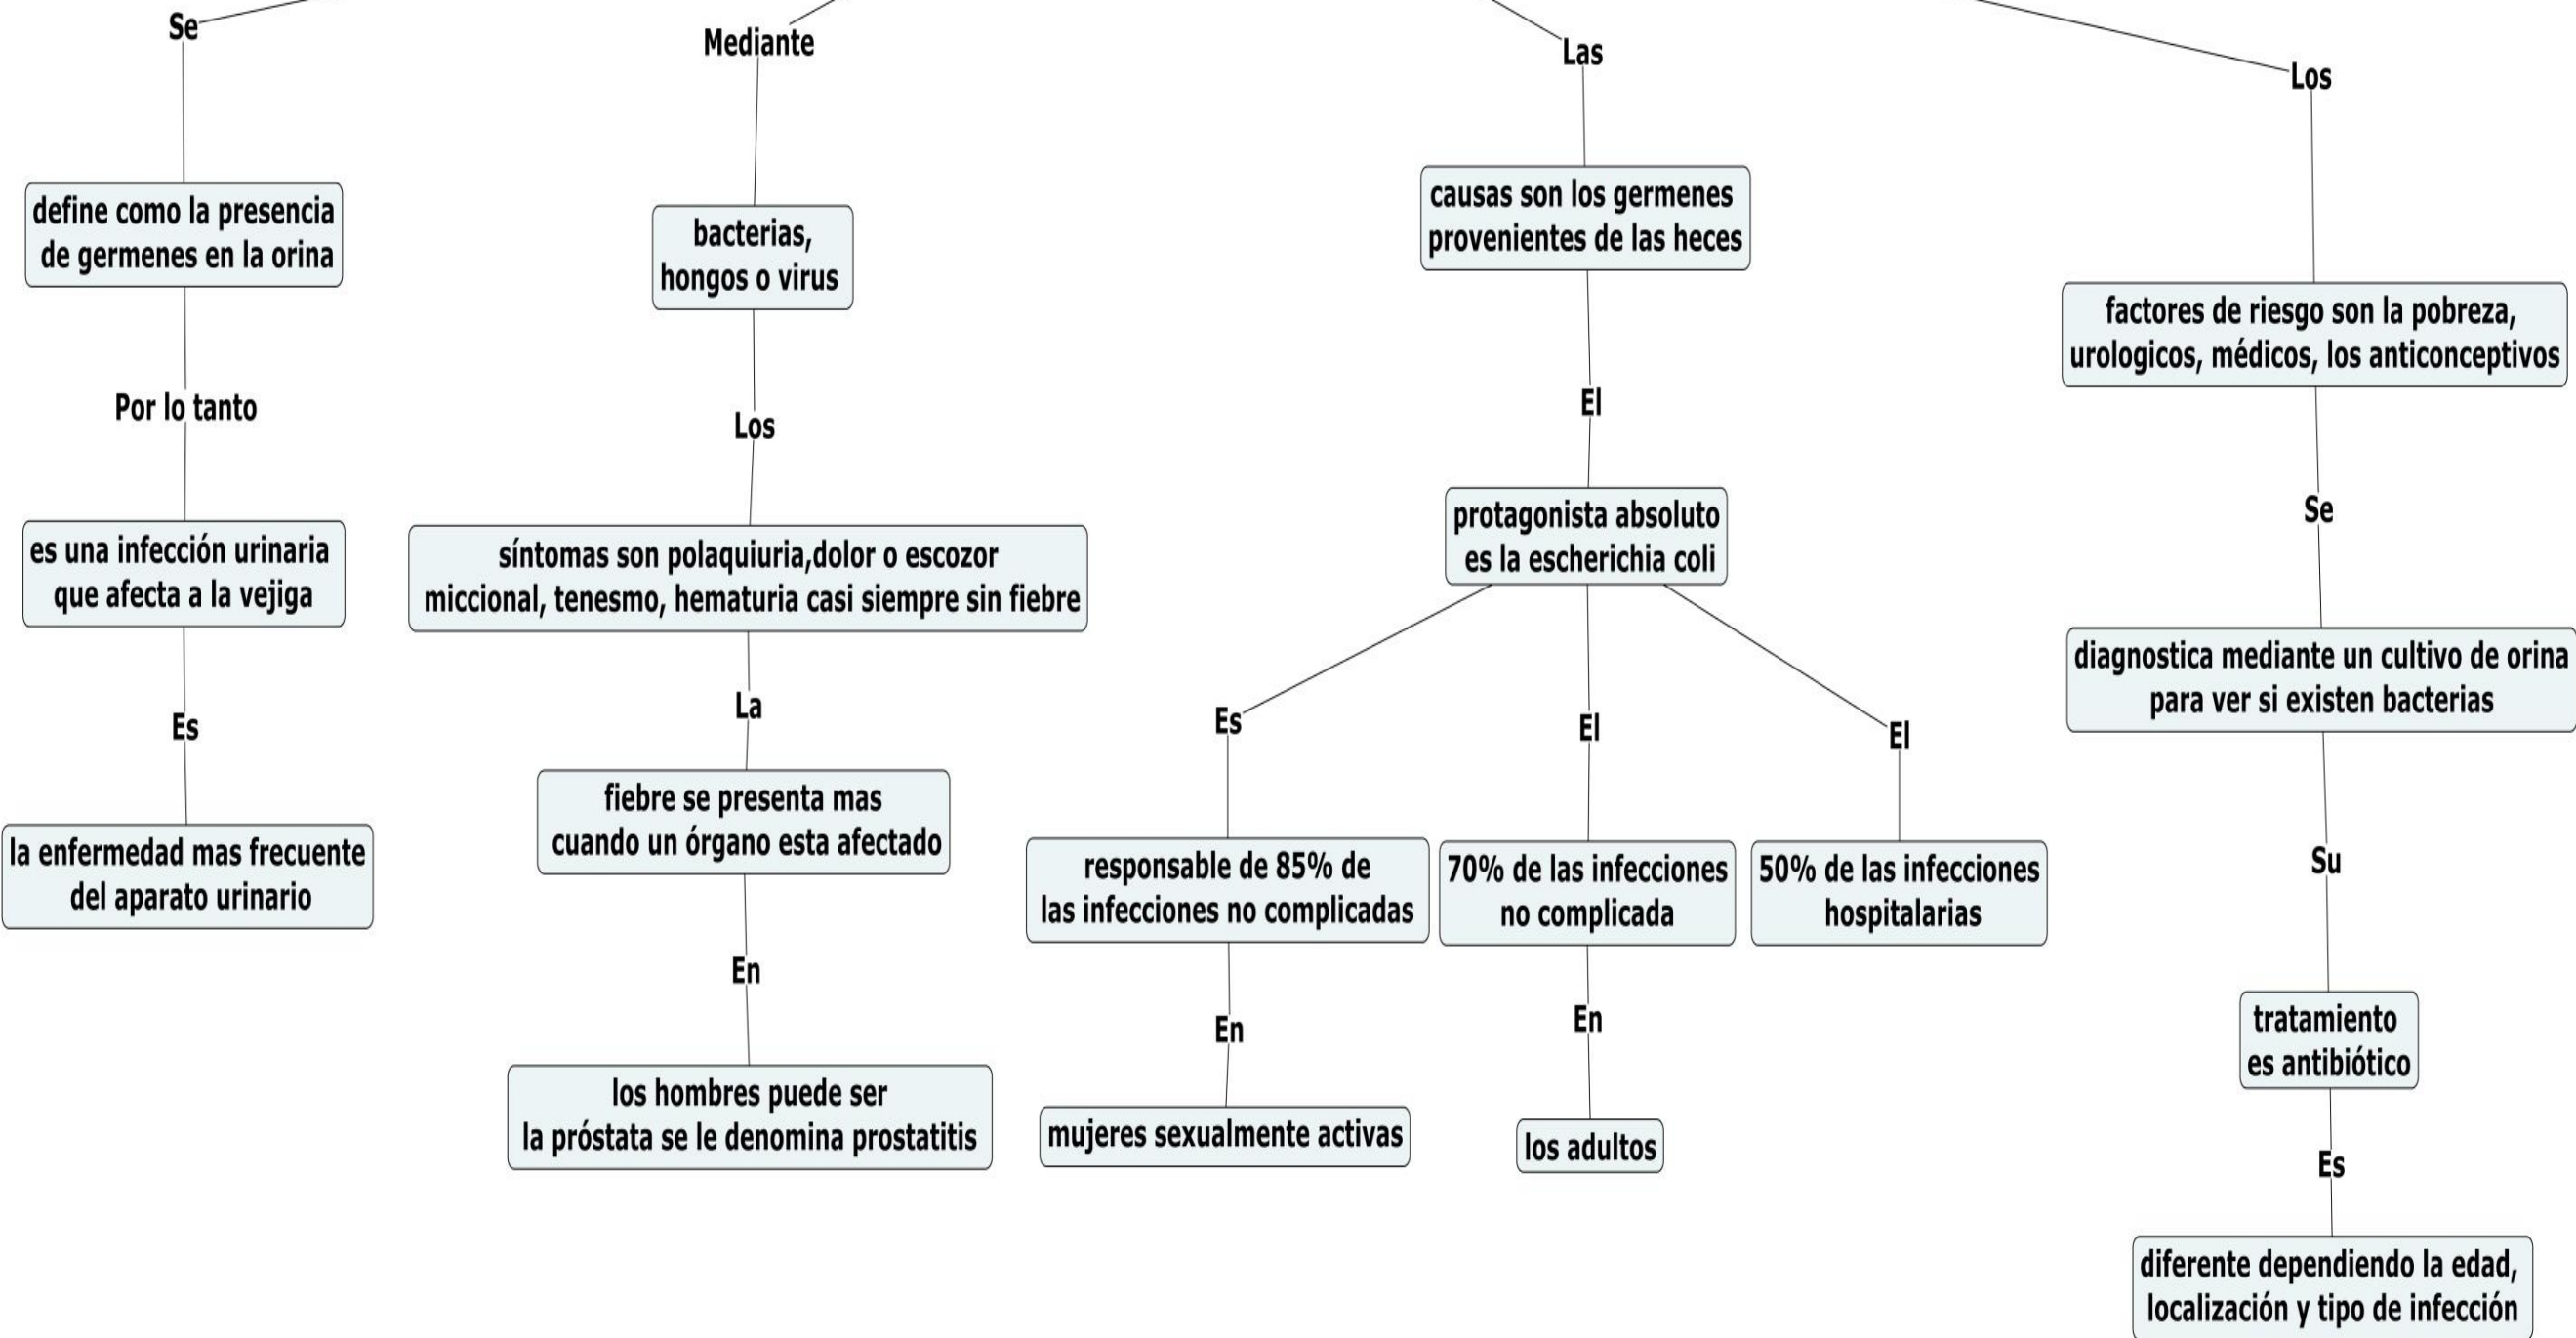 Se
define como la presencia
de germenes en la orina
Por lo tanto
es una infección urinaria
que afecta a la vejiga
Es
la enfermedad mas frecuente
del aparato urinario
Mediante
bacterias,
hongos o virus
Los
síntomas son polaquiuria,dolor o escozor
miccional, tenesmo, hematuria casi siempre sin fiebre
La
fiebre se presenta mas
cuando un órgano esta afectado
En
los hombres puede ser
la próstata se le denomina prostatitis
Las
causas son los germenes
provenientes de las heces
El
protagonista absoluto
es la escherichia coli
Es
responsable de 85% de
las infecciones no complicadas
En
mujeres sexualmente activas
El
70% de las infecciones
no complicada
En
los adultos
El
50% de las infecciones
hospitalarias
Los
factores de riesgo son la pobreza,
urologicos, médicos, los anticonceptivos
Se
diagnostica mediante un cultivo de orina
para ver si existen bacterias
Su
tratamiento
es antibiótico
Es
diferente dependiendo la edad,
localización y tipo de infección